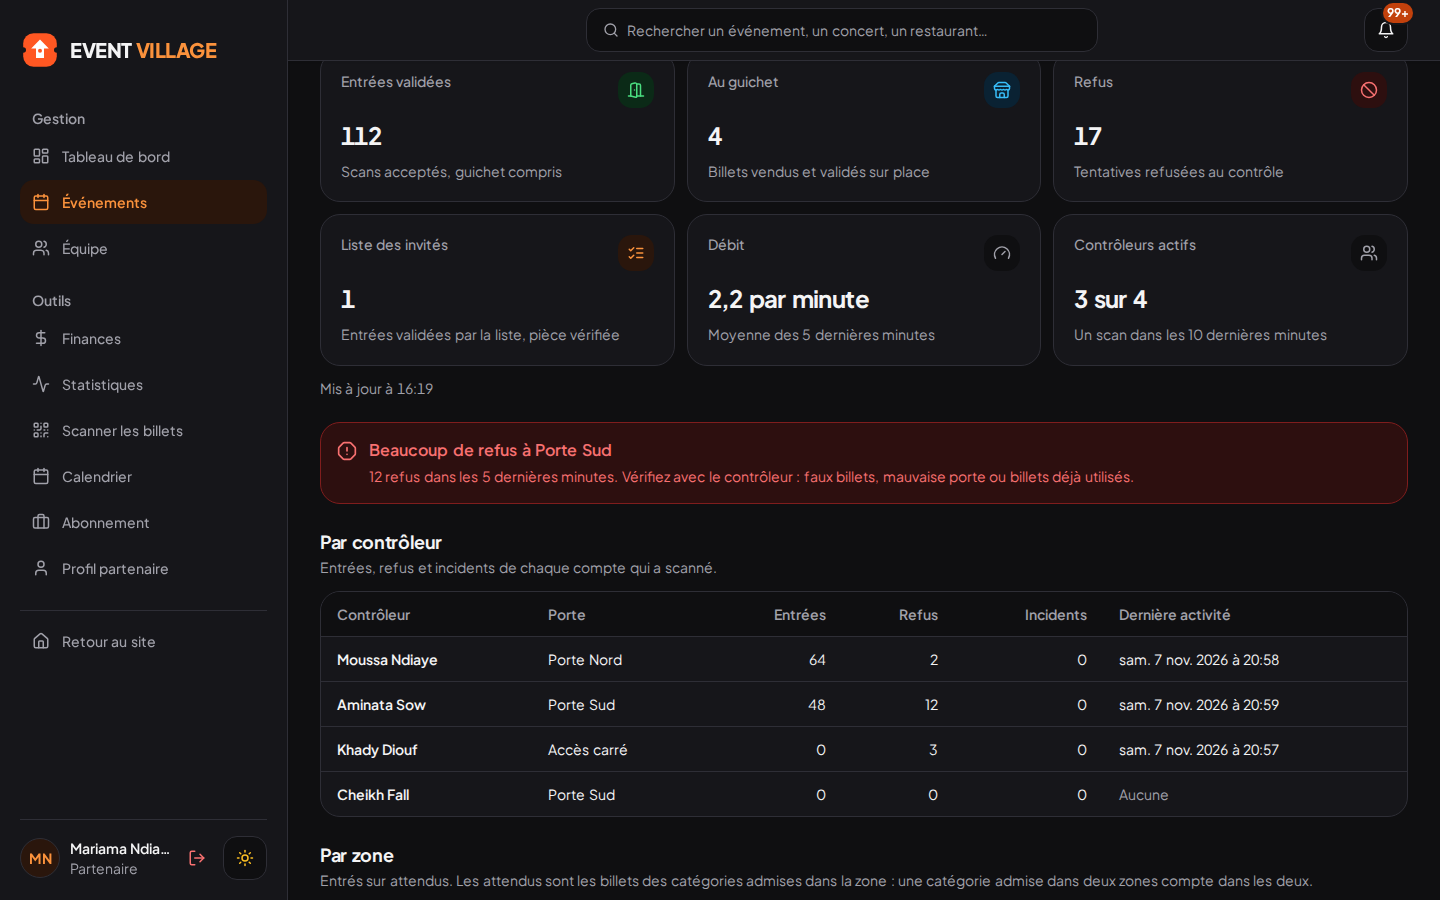 EVENT VILLAGE
Rechercher un événement, un concert, un restaurant...
99+
Gestion
Tableau de bord
Événements
Équipe
Outils
Finances
Statistiques
Scanner les billets
Calendrier
Abonnement
Profil partenaire
Retour au site
MN
Mariama Ndia...
Partenaire
Entrées validées
112
Scans acceptés, guichet compris
Au guichet
4
Billets vendus et validés sur place
Refus
17
Tentatives refusées au contrôle
Liste des invités
1
Entrées validées par la liste, pièce vérifiée
Débit
2,2 par minute
Moyenne des 5 dernières minutes
Contrôleurs actifs
3 sur 4
Un scan dans les 10 dernières minutes
Mis à jour à 16:19
Beaucoup de refus à Porte Sud
12 refus dans les 5 dernières minutes. Vérifiez avec le contrôleur : faux billets, mauvaise porte ou billets déjà utilisés.
Par contrôleur
Entrées, refus et incidents de chaque compte qui a scanné.
Contrôleur Porte Entrées Refus Incidents Dernière activité
Moussa Ndiaye Porte Nord 64 2 0 sam. 7 nov. 2026 à 20:58
Aminata Sow Porte Sud 48 12 0 sam. 7 nov. 2026 à 20:59
Khady Diouf Accès carré 0 3 0 sam. 7 nov. 2026 à 20:57
Cheikh Fall Porte Sud 0 0 0 Aucune
Par zone
Entrés sur attendus. Les attendus sont les billets des catégories admises dans la zone : une catégorie admise dans deux zones compte dans les deux.